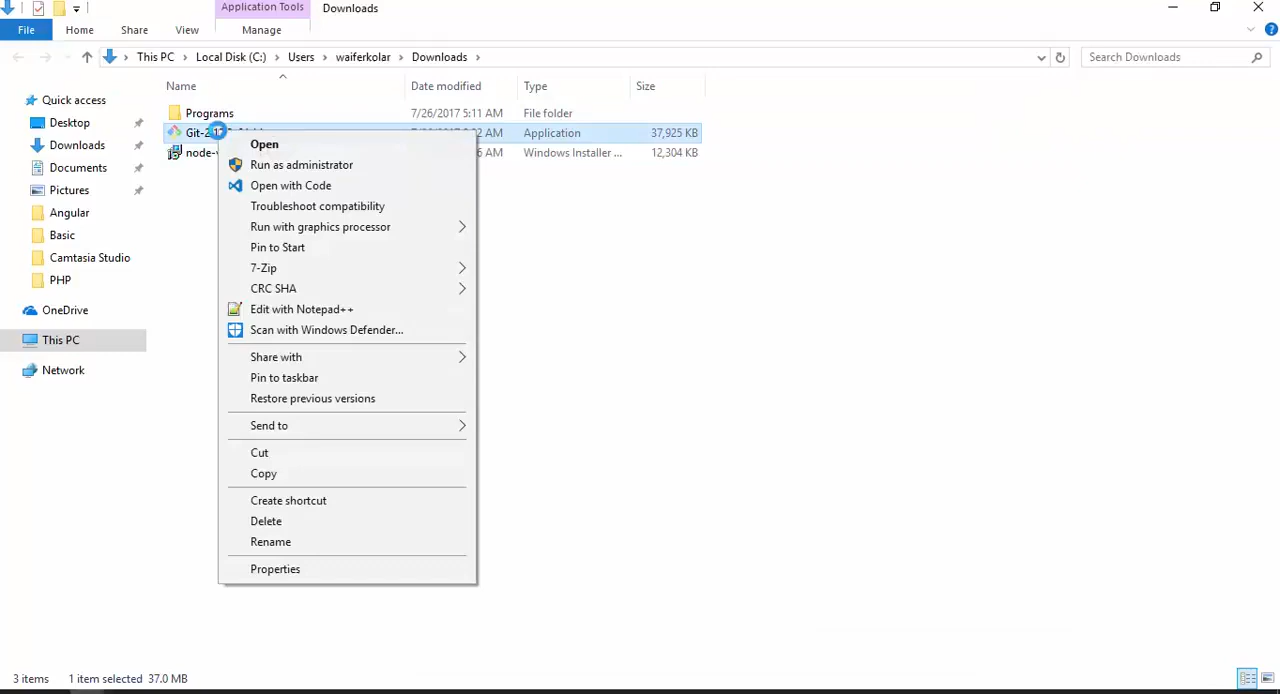 Application Tools Downloads
File Home Share View Manage
This PC Local Disk (C:) Users waiferkolar Downloads Search Downloads
Name Date modified Type Size
Quick access
Desktop
Downloads
Documents
Pictures
Angular
Basic
Camtasia Studio
PHP
OneDrive
This PC
Network
Programs 7/26/2017 5:11 AM File folder
AM Application 37,925 KB
6 AM Windows Installer ... 12,304 KB
Open
Run as administrator
Open with Code
Troubleshoot compatibility
Run with graphics processor
Pin to Start
7-Zip
CRC SHA
Edit with Notepad++
Scan with Windows Defender...
Share with
Pin to taskbar
Restore previous versions
Send to
Cut
Copy
Create shortcut
Delete
Rename
Properties
3 items 1 item selected 37.0 MB